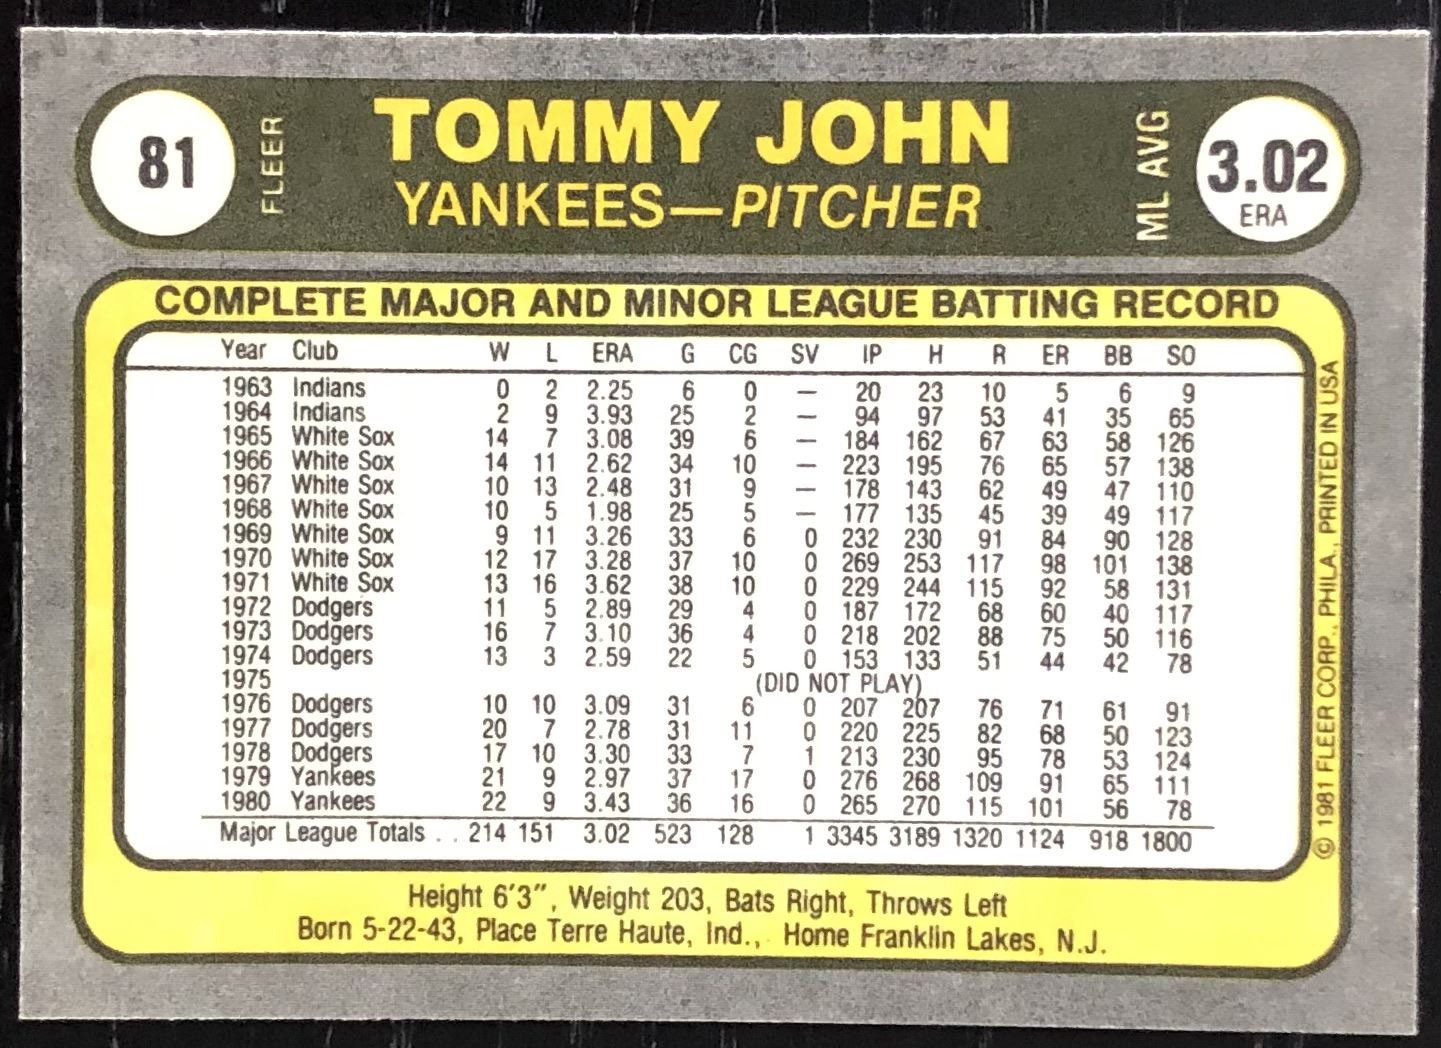 81 FLEER TOMMY JOHN ML AVG 3.02 ERA
YANKEES—PITCHER
COMPLETE MAJOR AND MINOR LEAGUE BATTING RECORD
Year Club W L ERA G CG SV IP H R ER BB SO
1963 Indians 0 2 2.25 6 0 — 20 23 10 5 6 9
1964 Indians 2 9 3.93 25 2 — 94 97 53 41 35 65
1965 White Sox 14 7 3.08 39 6 — 184 162 67 63 58 126
1966 White Sox 14 11 2.62 34 10 — 223 195 76 65 57 138
1967 White Sox 10 13 2.48 31 9 — 178 143 62 49 47 110
1968 White Sox 10 5 1.98 25 5 — 177 135 45 39 49 117
1969 White Sox 9 11 3.26 33 6 0 232 230 91 84 90 128
1970 White Sox 12 17 3.28 37 10 0 269 253 117 98 101 138
1971 White Sox 13 16 3.62 38 10 0 229 244 115 92 58 131
1972 Dodgers 11 5 2.89 29 4 0 187 172 68 60 40 117
1973 Dodgers 16 7 3.10 36 4 0 218 202 88 75 50 116
1974 Dodgers 13 3 2.59 22 5 0 153 133 51 44 42 78
1975 (DID NOT PLAY)
1976 Dodgers 10 10 3.09 31 6 0 207 207 76 71 61 91
1977 Dodgers 20 7 2.78 31 11 0 220 225 82 68 50 123
1978 Dodgers 17 10 3.30 33 7 1 213 230 95 78 53 124
1979 Yankees 21 9 2.97 37 17 0 276 268 109 91 65 111
1980 Yankees 22 9 3.43 36 16 0 265 270 115 101 56 78
Major League Totals . . 214 151 3.02 523 128 1 3345 3189 1320 1124 918 1800
Height 6'3", Weight 203, Bats Right, Throws Left
Born 5-22-43, Place Terre Haute, Ind., Home Franklin Lakes, N.J.
© 1981 FLEER CORP., PHILA., PRINTED IN USA